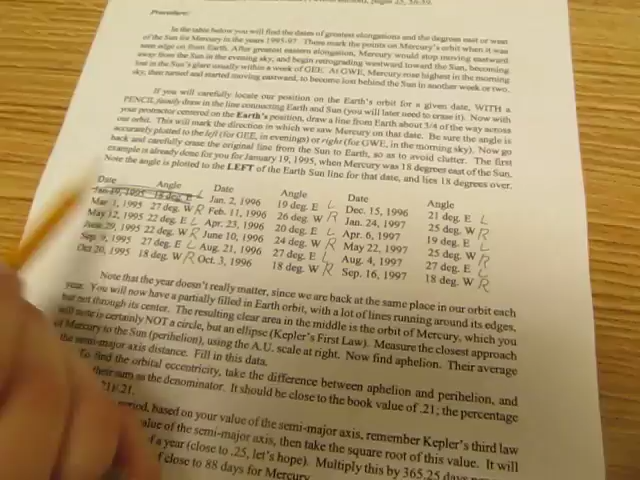 pages 25, 58-59.
Procedure:
In the table below you will find the dates of greatest elongations and the degrees east or west
of the Sun for Mercury in the years 1995-97. These mark the points on Mercury's orbit when it was
seen edge on from Earth. After greatest eastern elongation, Mercury would stop moving eastward
away from the Sun in the evening sky, and begin retrograding westward toward the Sun, becoming
lost in the Sun's glare usually within a week of GEE. At GWE, Mercury rose highest in the morning
sky, then turned and started moving eastward, to become lost behind the Sun in another week or two.
If you will carefully locate our position on the Earth's orbit for a given date, WITH a
PENCIL faintly draw in the line connecting Earth and Sun (you will later need to erase it). Now with
your protractor centered on the Earth's position, draw a line from Earth about 3/4 of the way across
our orbit. This will mark the direction in which we saw Mercury on that date. Be sure the angle is
accurately plotted to the left (for GEE, in evenings) or right (for GWE, in the morning sky). Now go
back and carefully erase the original line from the Sun to Earth, so as to avoid clutter. The first
example is already done for you for January 19, 1995, when Mercury was 18 degrees east of the Sun.
Note the angle is plotted to the LEFT of the Earth Sun line for that date, and lies 18 degrees over.
Date Angle Date Angle Date Angle
Jan 19, 1995 18 deg. E L Jan. 2, 1996 19 deg. E L Dec. 15, 1996 21 deg. E L
Mar. 1, 1995 27 deg. W R Feb. 11, 1996 26 deg. W R Jan. 24, 1997 25 deg. W R
May 12, 1995 22 deg. E L Apr. 23, 1996 20 deg. E L Apr. 6, 1997 19 deg. E L
June 29, 1995 22 deg. W R June 10, 1996 24 deg. W R May 22, 1997 25 deg. W R
Sep. 9, 1995 27 deg. E L Aug. 21, 1996 27 deg. E L Aug. 4, 1997 27 deg. E L
Oct 20, 1995 18 deg. W R Oct. 3, 1996 18 deg. W R Sep. 16, 1997 18 deg. W R
Note that the year doesn't really matter, since we are back at the same place in our orbit each
year. You will now have a partially filled in Earth orbit, with a lot of lines running around its edges,
but not through its center. The resulting clear area in the middle is the orbit of Mercury, which you
will note is certainly NOT a circle, but an ellipse (Kepler's First Law). Measure the closest approach
of Mercury to the Sun (perihelion), using the A.U. scale at right. Now find aphelion. Their average
the semi-major axis distance. Fill in this data.
To find the orbital eccentricity, take the difference between aphelion and perihelion, and
their sum as the denominator. It should be close to the book value of .21; the percentage
period, based on your value of the semi-major axis, remember Kepler's third law
value of the semi-major axis, then take the square root of this value. It will
of a year (close to .25, let's hope). Multiply this by 365.25 days
close to 88 days for Mercury